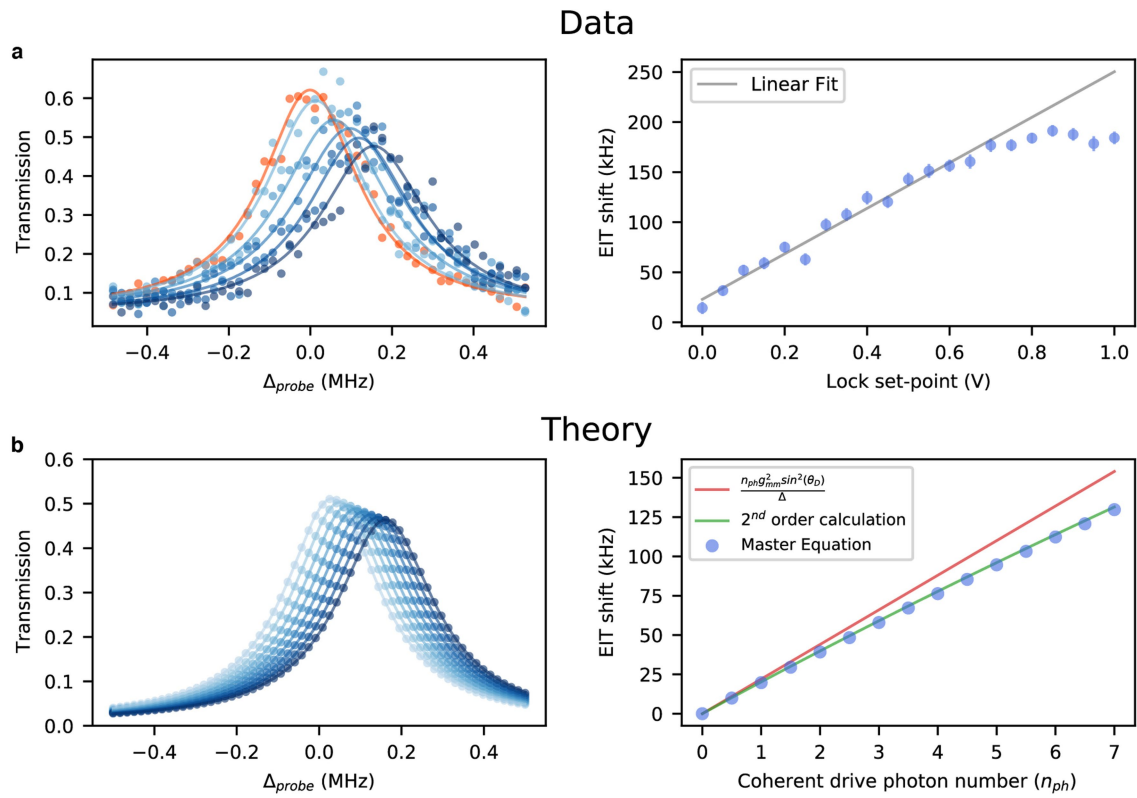 Data
a
Transmission
0.6
0.5
0.4
0.3
0.2
0.1
−0.4 −0.2 0.0 0.2 0.4
Δprobe (MHz)
EIT shift (kHz)
250
200
150
100
50
0
Linear Fit
0.0 0.2 0.4 0.6 0.8 1.0
Lock set-point (V)
Theory
b
Transmission
0.6
0.5
0.4
0.3
0.2
0.1
0.0
−0.4 −0.2 0.0 0.2 0.4
Δprobe (MHz)
EIT shift (kHz)
150
125
100
75
50
25
0
n_ph g²_mm sin²(θ_D) / Δ
2nd order calculation
Master Equation
0 1 2 3 4 5 6 7
Coherent drive photon number (n_ph)